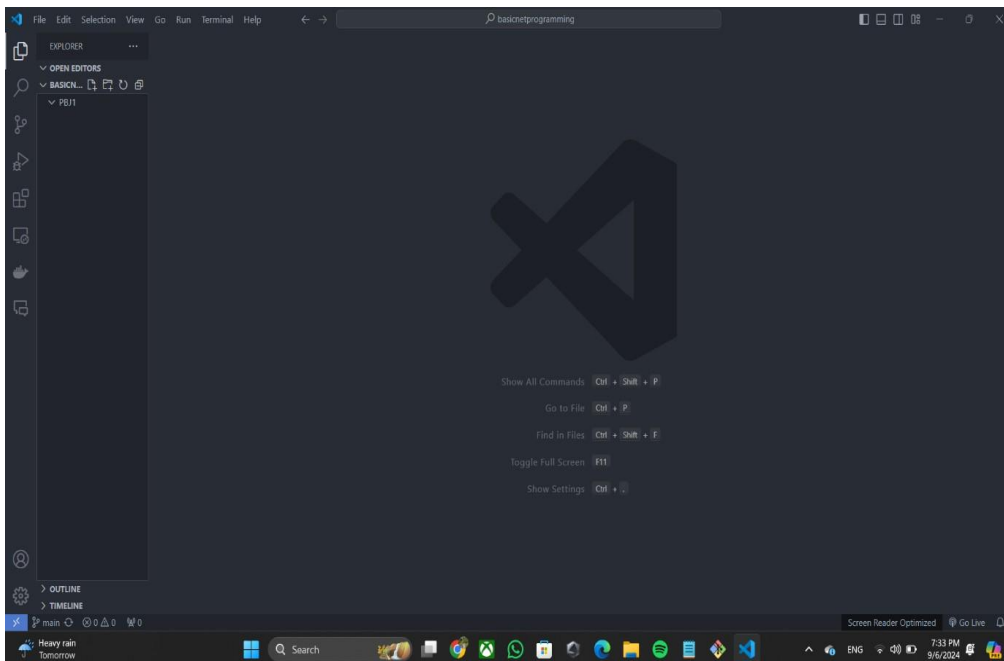 File Edit Selection View Go Run Terminal Help
basicnetprogramming
EXPLORER
OPEN EDITORS
BASICN...
PBJ1
Show All Commands Ctrl + Shift + P
Go to File Ctrl + P
Find in Files Ctrl + Shift + F
Toggle Full Screen F11
Show Settings Ctrl + ,
OUTLINE
TIMELINE
main 0 0 0
Screen Reader Optimized Go Live
Heavy rain
Tomorrow
Search
ENG
7:33 PM
9/6/2024